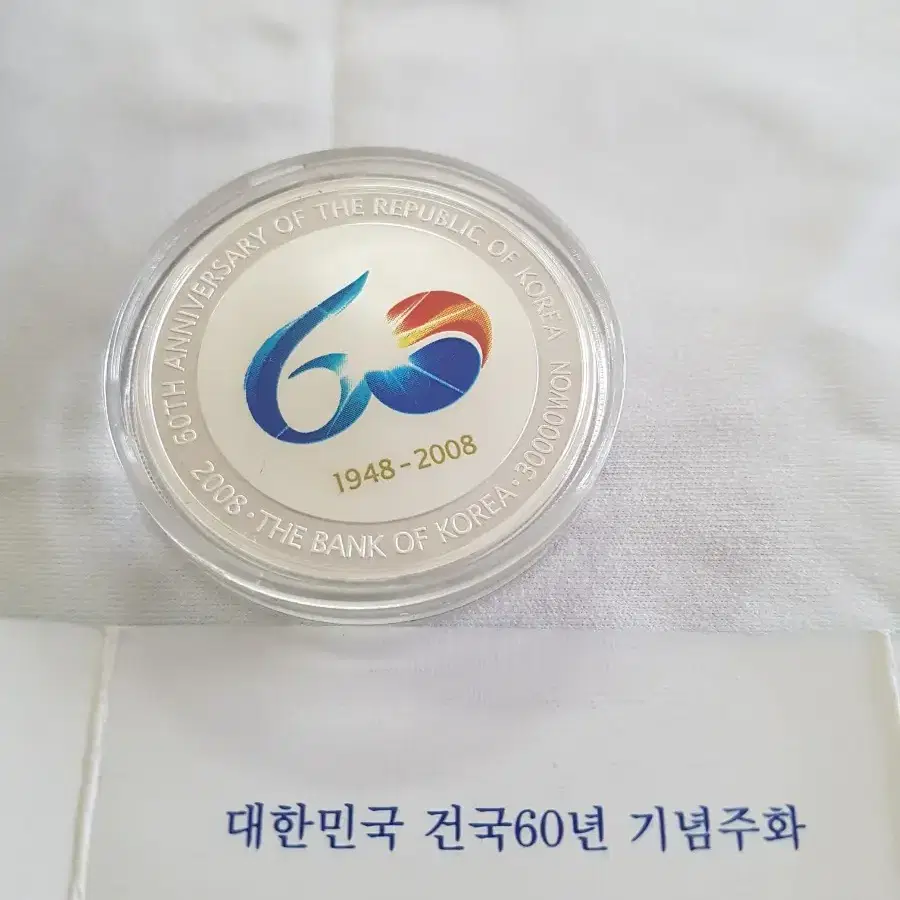 60TH ANNIVERSARY OF THE REPUBLIC OF KOREA
2008 · THE BANK OF KOREA · 30000WON
60
1948-2008
대한민국 건국60년 기념주화